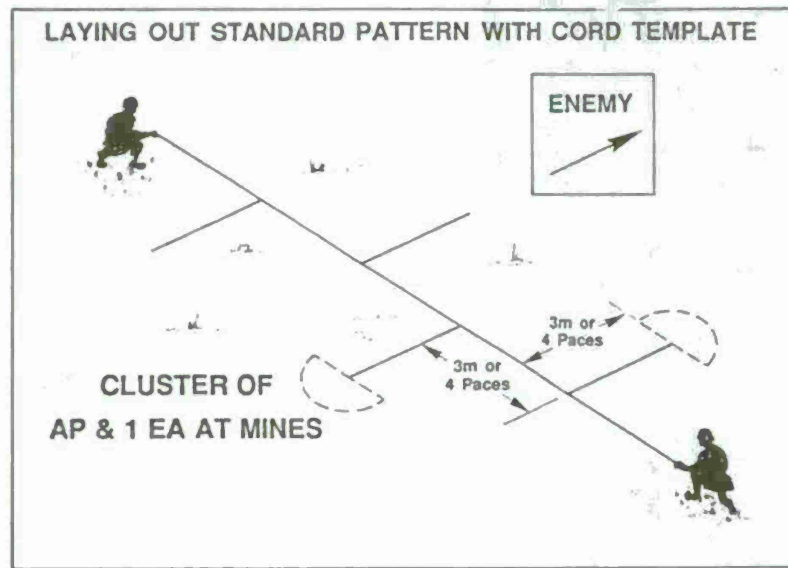 LAYING OUT STANDARD PATTERN WITH CORD TEMPLATE
ENEMY
3m or
4 Paces
3m or
4 Paces
CLUSTER OF
AP & 1 EA AT MINES